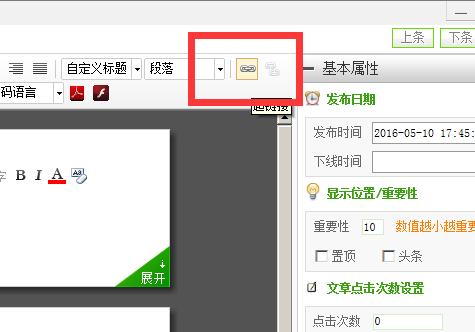 上条 下条
自定义标题 段落
基本属性
码语言
超链接
发布日期
发布时间 2016-05-10 17:45:
下线时间
字 B I A
显示位置/重要性
重要性 10 数值越小越重要
置顶 头条
展开
文章点击次数设置
点击次数 0